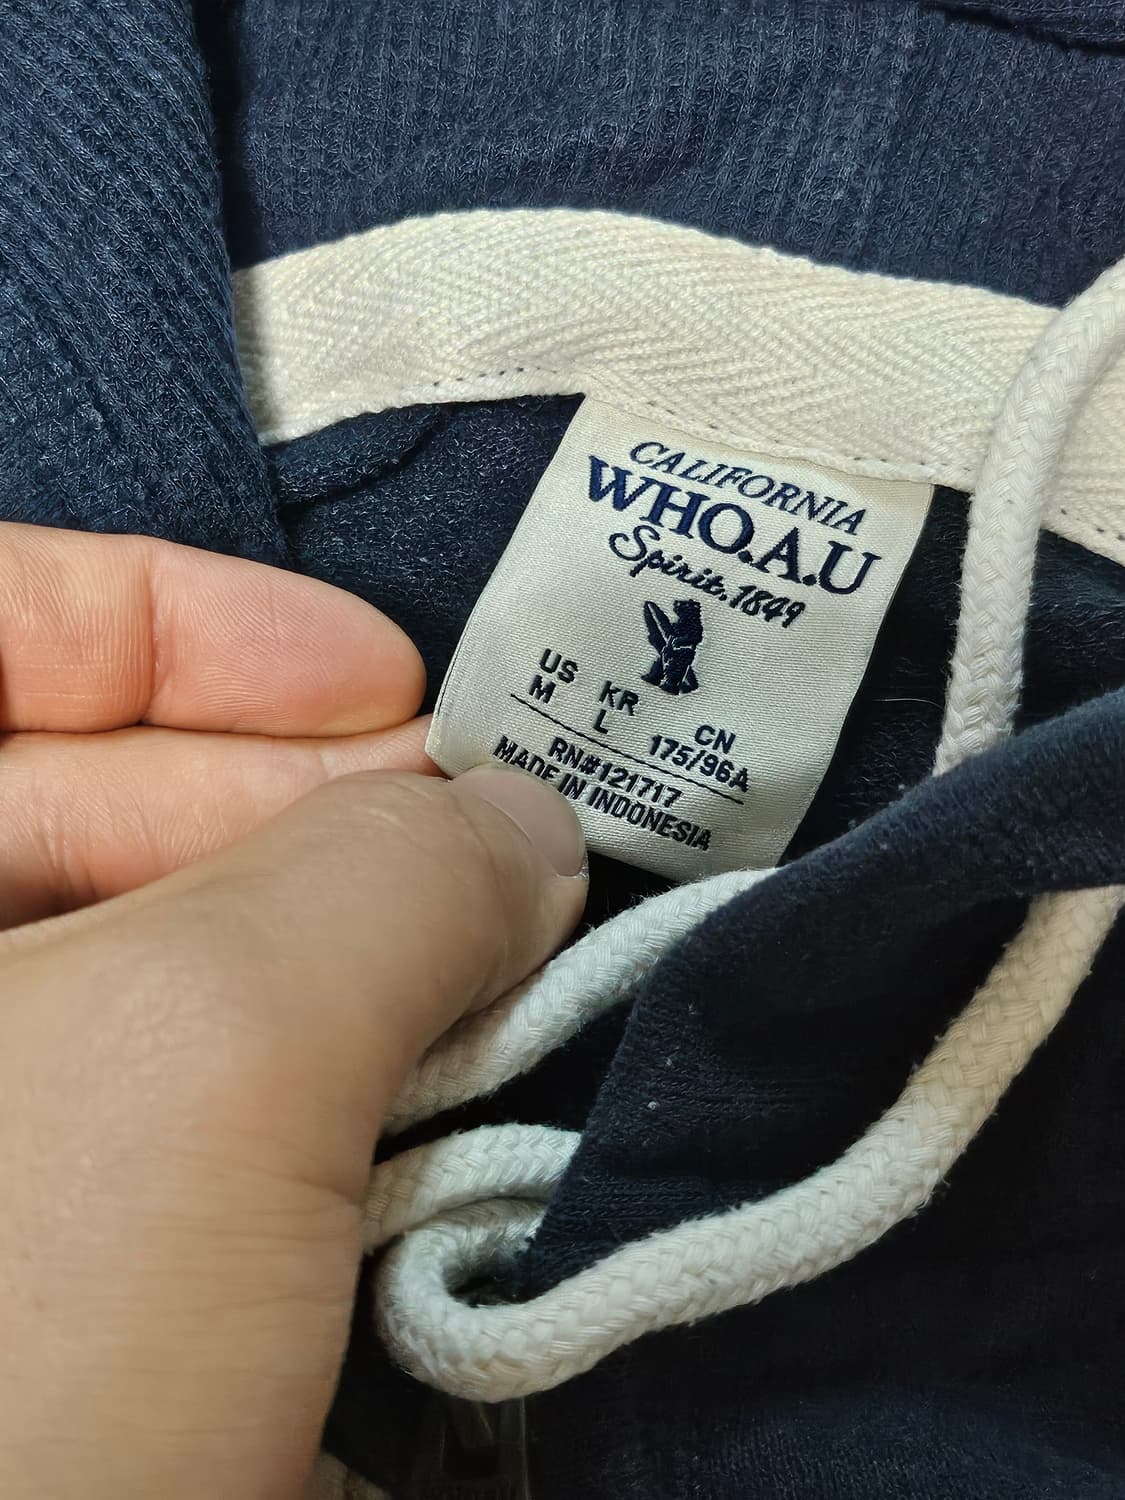 CALIFORNIA
WHO.A.U
Spirit.1849
US KR CN
M L 175/96A
RN#121717
MADE IN INDONESIA